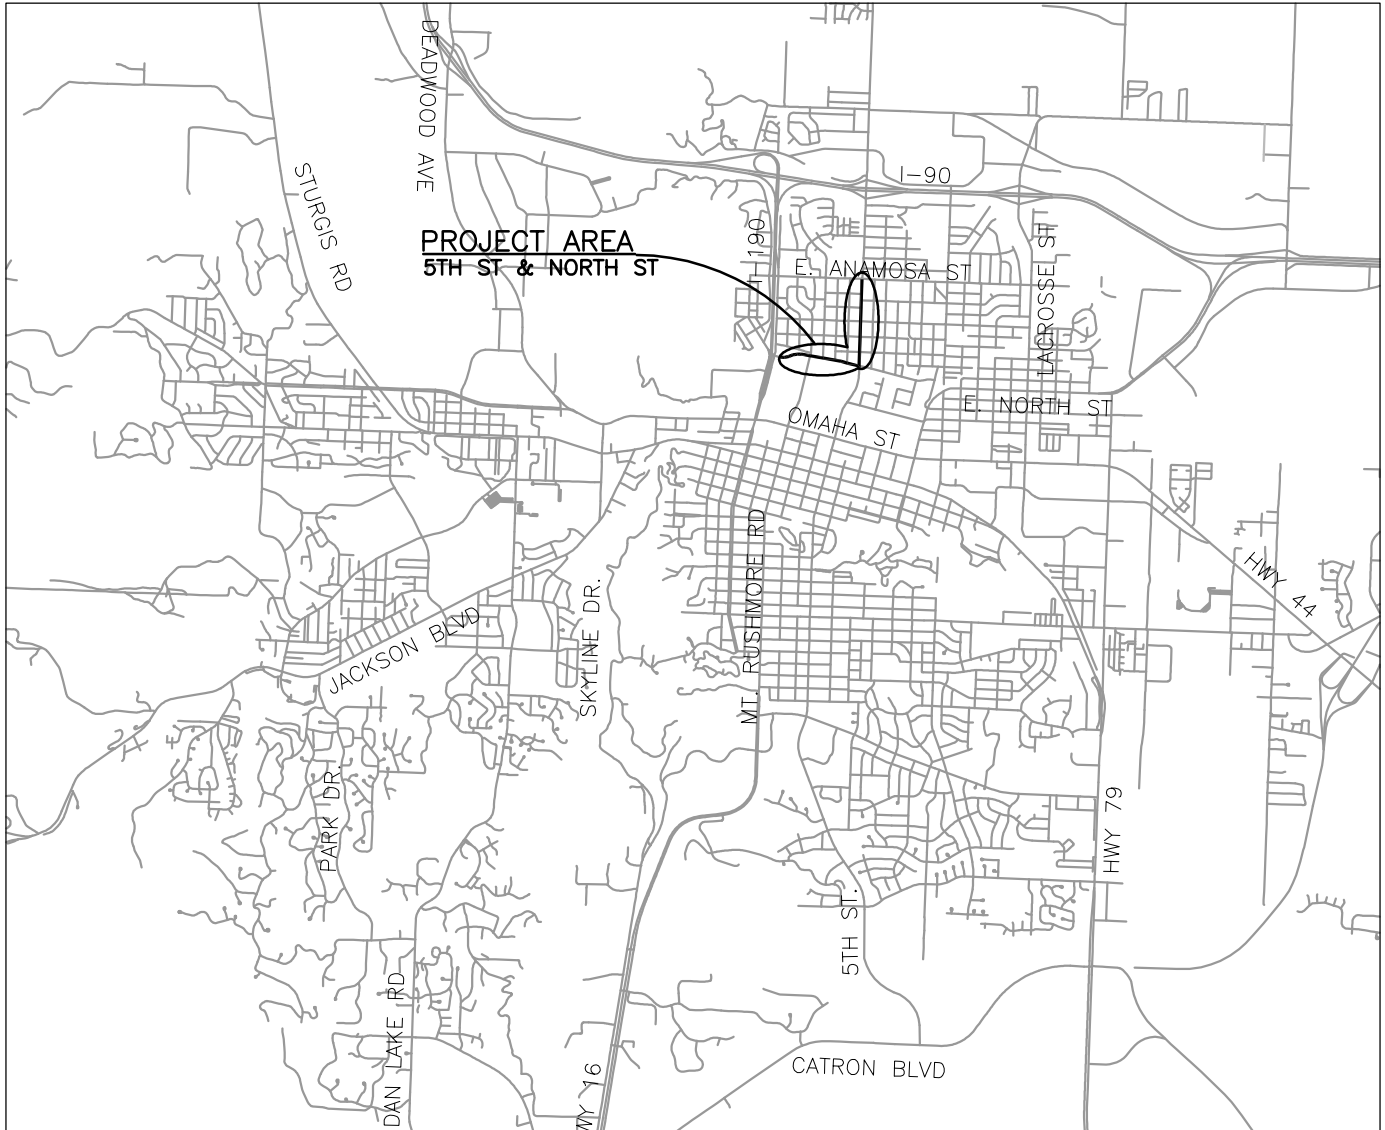 DEADWOOD AVE
STURGIS RD
I-90
PROJECT AREA
5TH ST & NORTH ST
I-190
E. ANAMOSA ST
LACROSSE ST
E. NORTH ST
OMAHA ST
MT. RUSHMORE RD
HWY 44
SKYLINE DR.
JACKSON BLVD
PARK DR.
HWY 79
5TH ST.
DAN LAKE RD
WY 16
CATRON BLVD